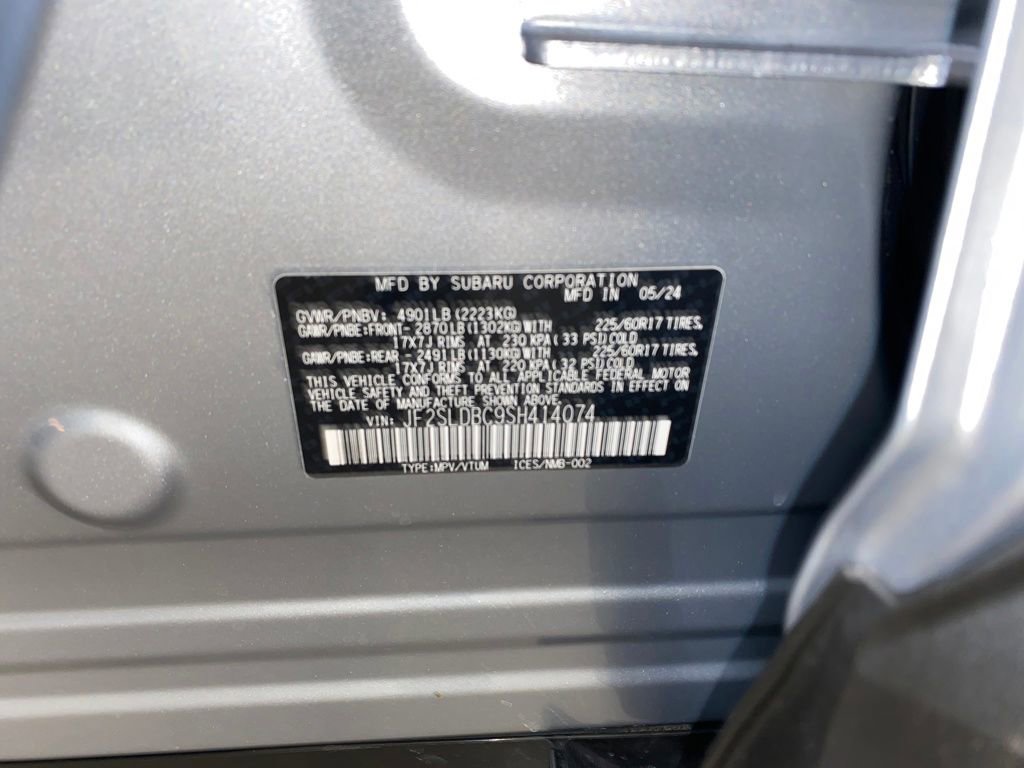 MFD BY SUBARU CORPORATION
MFD IN 05/24
GVWR/PNBV: 4901LB(2223KG)
GAWR/PNBE:FRONT- 2870LB(1302KG)WITH 225/60R17 TIRES,
17X7J RIMS, AT 230 KPA( 33 PSI)COLD
GAWR/PNBE:REAR - 2491LB(1130KG)WITH 225/60R17 TIRES,
17X7J RIMS, AT 220 KPA( 32 PSI)COLD
THIS VEHICLE CONFORMS TO ALL APPLICABLE FEDERAL MOTOR
VEHICLE SAFETY AND THEFT PREVENTION STANDARDS IN EFFECT ON
THE DATE OF MANUFACTURE SHOWN ABOVE.
VIN: JF2SLDBC9SH414074
TYPE:MPV/VTUM ICES/NMB-002